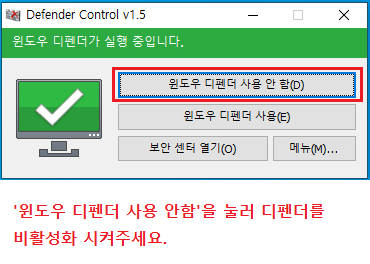 Defender Control v1.5
윈도우 디펜더가 실행 중입니다.
윈도우 디펜더 사용 안 함(D)
윈도우 디펜더 사용(E)
보안 센터 열기(O)
메뉴(M)...
'윈도우 디펜더 사용 안함'을 눌러 디펜더를
비활성화 시켜주세요.